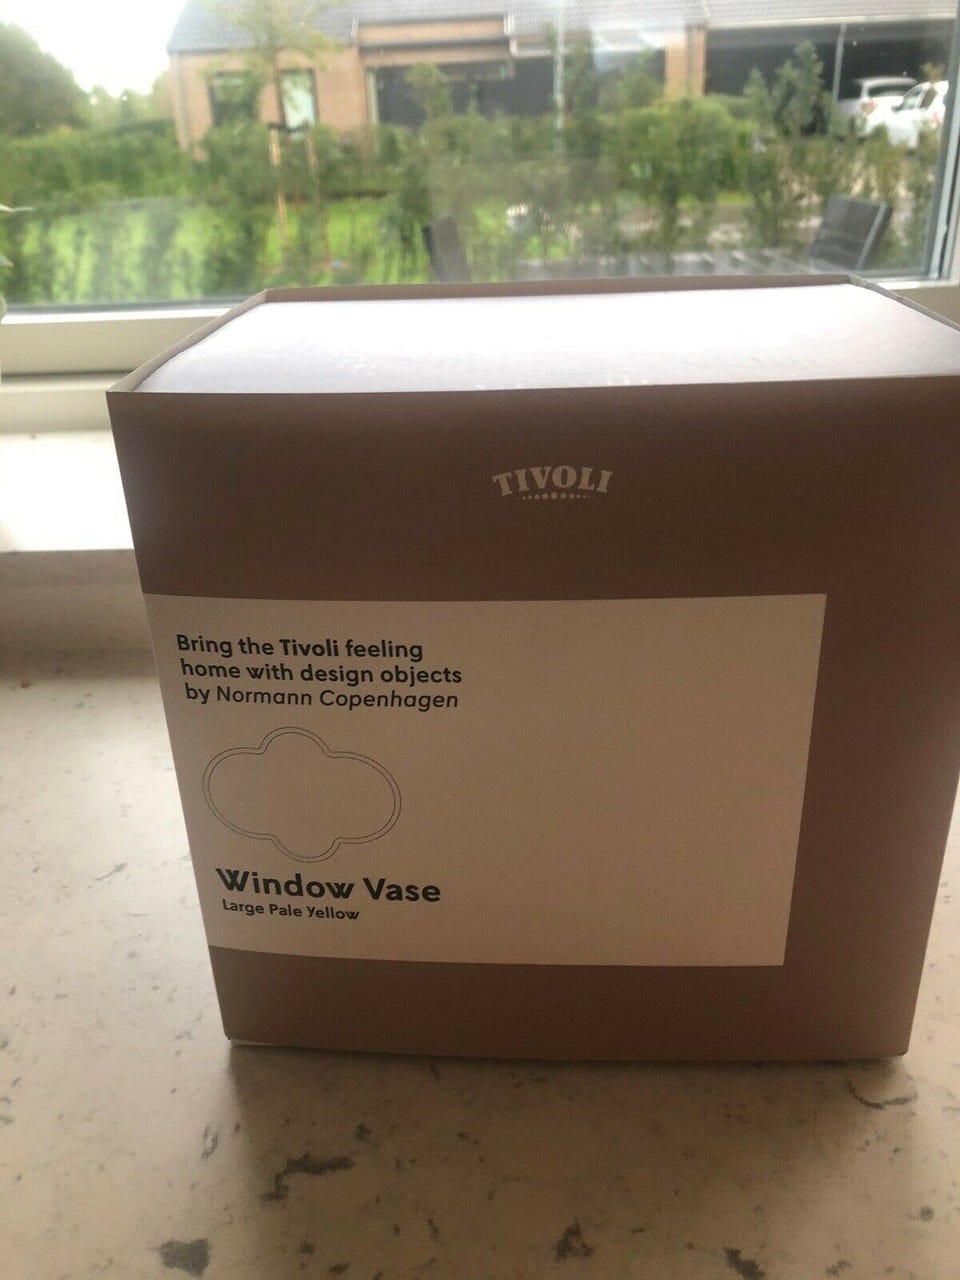 TIVOLI
Bring the Tivoli feeling
home with design objects
by Normann Copenhagen
Window Vase
Large Pale Yellow